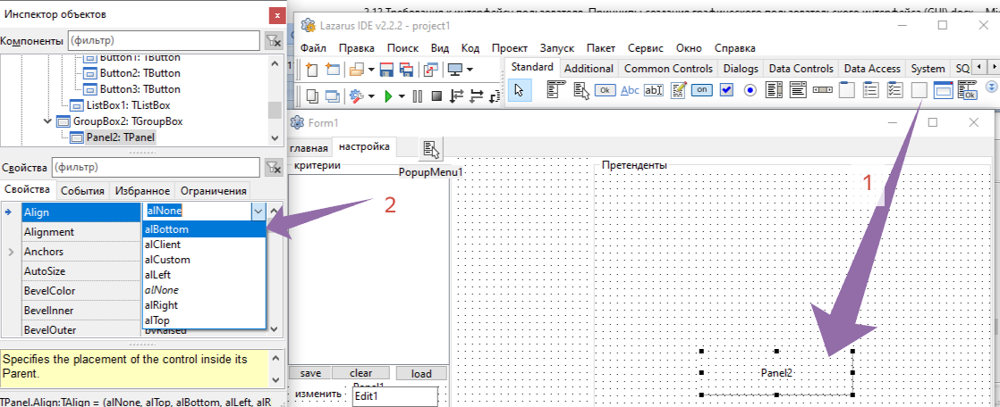 2.12 Требования к интерфейсу пользователя. Принципы создания графического пользовательского интерфейса (GUI).docx - Mi
Инспектор объектов
Компоненты (фильтр)
Button1: TButton
Button2: TButton
Button3: TButton
ListBox1: TListBox
GroupBox2: TGroupBox
Panel2: TPanel
Свойства (фильтр)
Свойства События Избранное Ограничения
Align alNone
Alignment
Anchors
AutoSize
BevelColor
BevelInner
BevelOuter bvRaised
alBottom
alClient
alCustom
alLeft
alNone
alRight
alTop
Specifies the placement of the control inside its
Parent.
TPanel.Align:TAlign = (alNone, alTop, alBottom, alLeft, alR
Lazarus IDE v2.2.2 - project1
Файл Правка Поиск Вид Код Проект Запуск Пакет Сервис Окно Справка
Standard Additional Common Controls Dialogs Data Controls Data Access System SQ
Ok Abc abI on Ok
Form1
главная настройка
критерии
PopupMenu1
Претенденты
1
2
Panel2
save clear load
Panel1
изменить Edit1